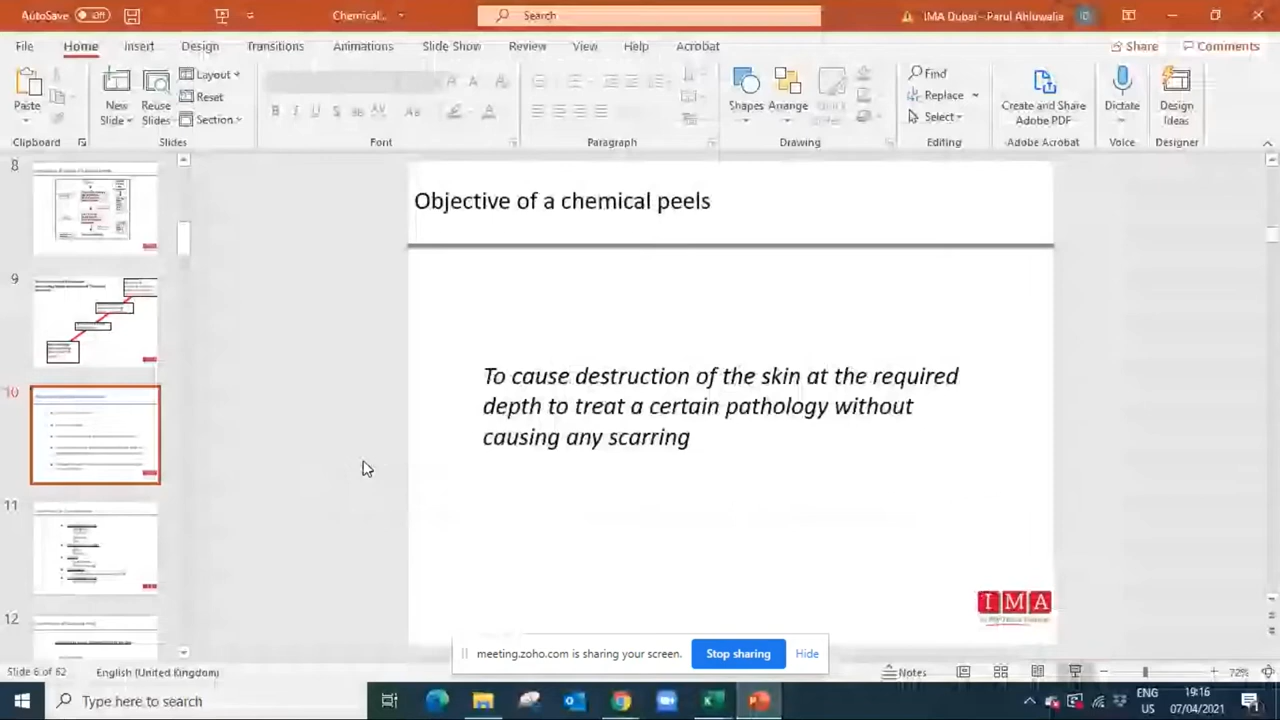 AutoSave Off
Chemical...
Search
IMA Dubai - Parul Ahluwalia
File Home Insert Design Transitions Animations Slide Show Review View Help Acrobat Share Comments
Paste
New Slide
Reuse Slides
Layout
Reset
Section
Shapes
Arrange
Find
Replace
Select
Create and Share Adobe PDF
Dictate
Design Ideas
Clipboard Slides Font Paragraph Drawing Editing Adobe Acrobat Voice Designer
8
9
10
11
12
Objective of a chemical peels
To cause destruction of the skin at the required
depth to treat a certain pathology without
causing any scarring
IMA
meeting.zoho.com is sharing your screen. Stop sharing Hide
Slide 6 of 62 English (United Kingdom) Notes 72%
Type here to search
ENG
US
19:16
07/04/2021